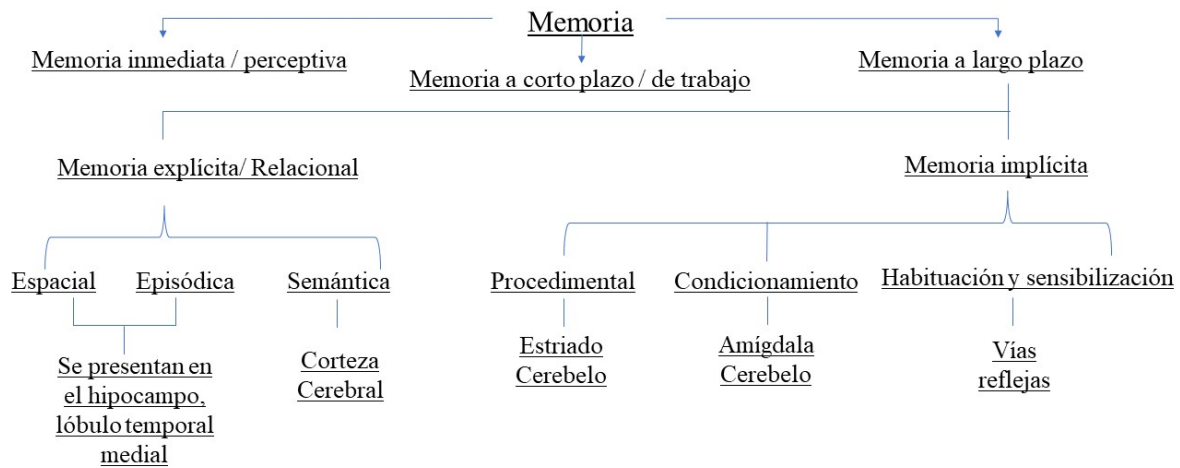 Memoria
Memoria inmediata / perceptiva
Memoria a corto plazo / de trabajo
Memoria a largo plazo
Memoria explícita/ Relacional
Memoria implícita
Espacial
Episódica
Semántica
Procedimental
Condicionamiento
Habituación y sensibilización
Se presentan en
el hipocampo,
lóbulo temporal
medial
Corteza
Cerebral
Estriado
Cerebelo
Amígdala
Cerebelo
Vías
reflejas